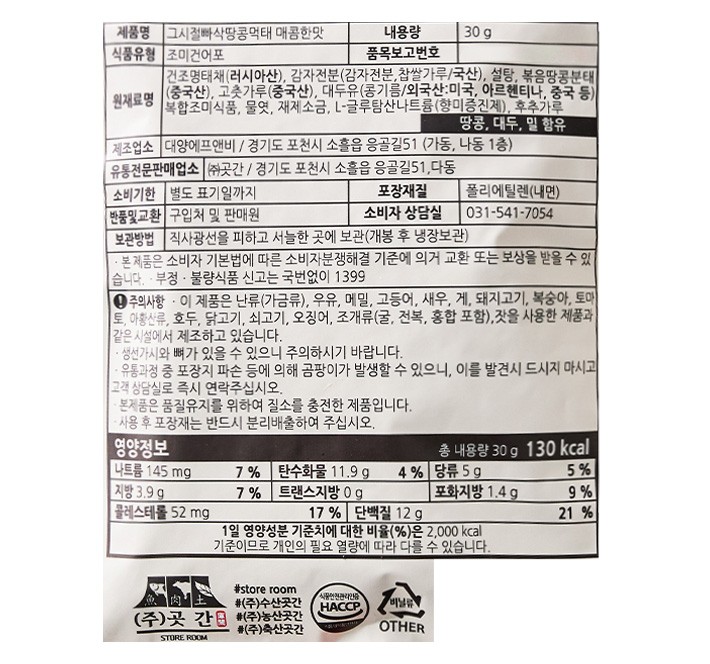 제품명 그시절빠삭땅콩먹태 매콤한맛 내용량 30 g
식품유형 조미건어포 품목보고번호
원재료명 건조명태채(러시아산), 감자전분(감자전분,찹쌀가루/국산), 설탕, 볶음땅콩분태
(중국산), 고춧가루(중국산), 대두유(콩기름/외국산:미국, 아르헨티나, 중국 등)
복합조미식품, 물엿, 재제소금, L-글루탐산나트륨(향미증진제), 후추가루
땅콩, 대두, 밀 함유
제조업소 대양에프앤비 / 경기도 포천시 소흘읍 응골길51 (가동, 나동 1층)
유통전문판매업소 ㈜곳간 / 경기도 포천시 소흘읍 응골길51,다동
소비기한 별도 표기일까지 포장재질 폴리에틸렌(내면)
반품및교환 구입처 및 판매원 소비자 상담실 031-541-7054
보관방법 직사광선을 피하고 서늘한 곳에 보관(개봉 후 냉장보관)
· 본 제품은 소비자 기본법에 따른 소비자분쟁해결 기준에 의거 교환 또는 보상을 받을 수 있
습니다. · 부정 · 불량식품 신고는 국번없이 1399
! 주의사항 · 이 제품은 난류(가금류), 우유, 메밀, 고등어, 새우, 게, 돼지고기, 복숭아, 토마
토, 아황산류, 호두, 닭고기, 쇠고기, 오징어, 조개류(굴, 전복, 홍합 포함),잣을 사용한 제품과
같은 시설에서 제조하고 있습니다.
· 생선가시와 뼈가 있을 수 있으니 주의하시기 바랍니다.
· 유통과정 중 포장지 파손 등에 의해 곰팡이가 발생할 수 있으니, 이를 발견시 드시지 마시고
고객 상담실로 즉시 연락주십시오.
· 본제품은 품질유지를 위하여 질소를 충전한 제품입니다.
· 사용 후 포장재는 반드시 분리배출하여 주십시오.
영양정보 총 내용량 30 g 130 kcal
나트륨 145 mg 7 % 탄수화물 11.9 g 4 % 당류 5 g 5 %
지방 3.9 g 7 % 트랜스지방 0 g 포화지방 1.4 g 9 %
콜레스테롤 52 mg 17 % 단백질 12 g 21 %
1일 영양성분 기준치에 대한 비율(%)은 2,000 kcal
기준이므로 개인의 필요 열량에 따라 다를 수 있습니다.
魚 肉 土
(주)곳간
STORE ROOM
#store room
#(주)수산곳간
#(주)농산곳간
#(주)축산곳간
식품안전관리인증
HACCP
비닐류
OTHER